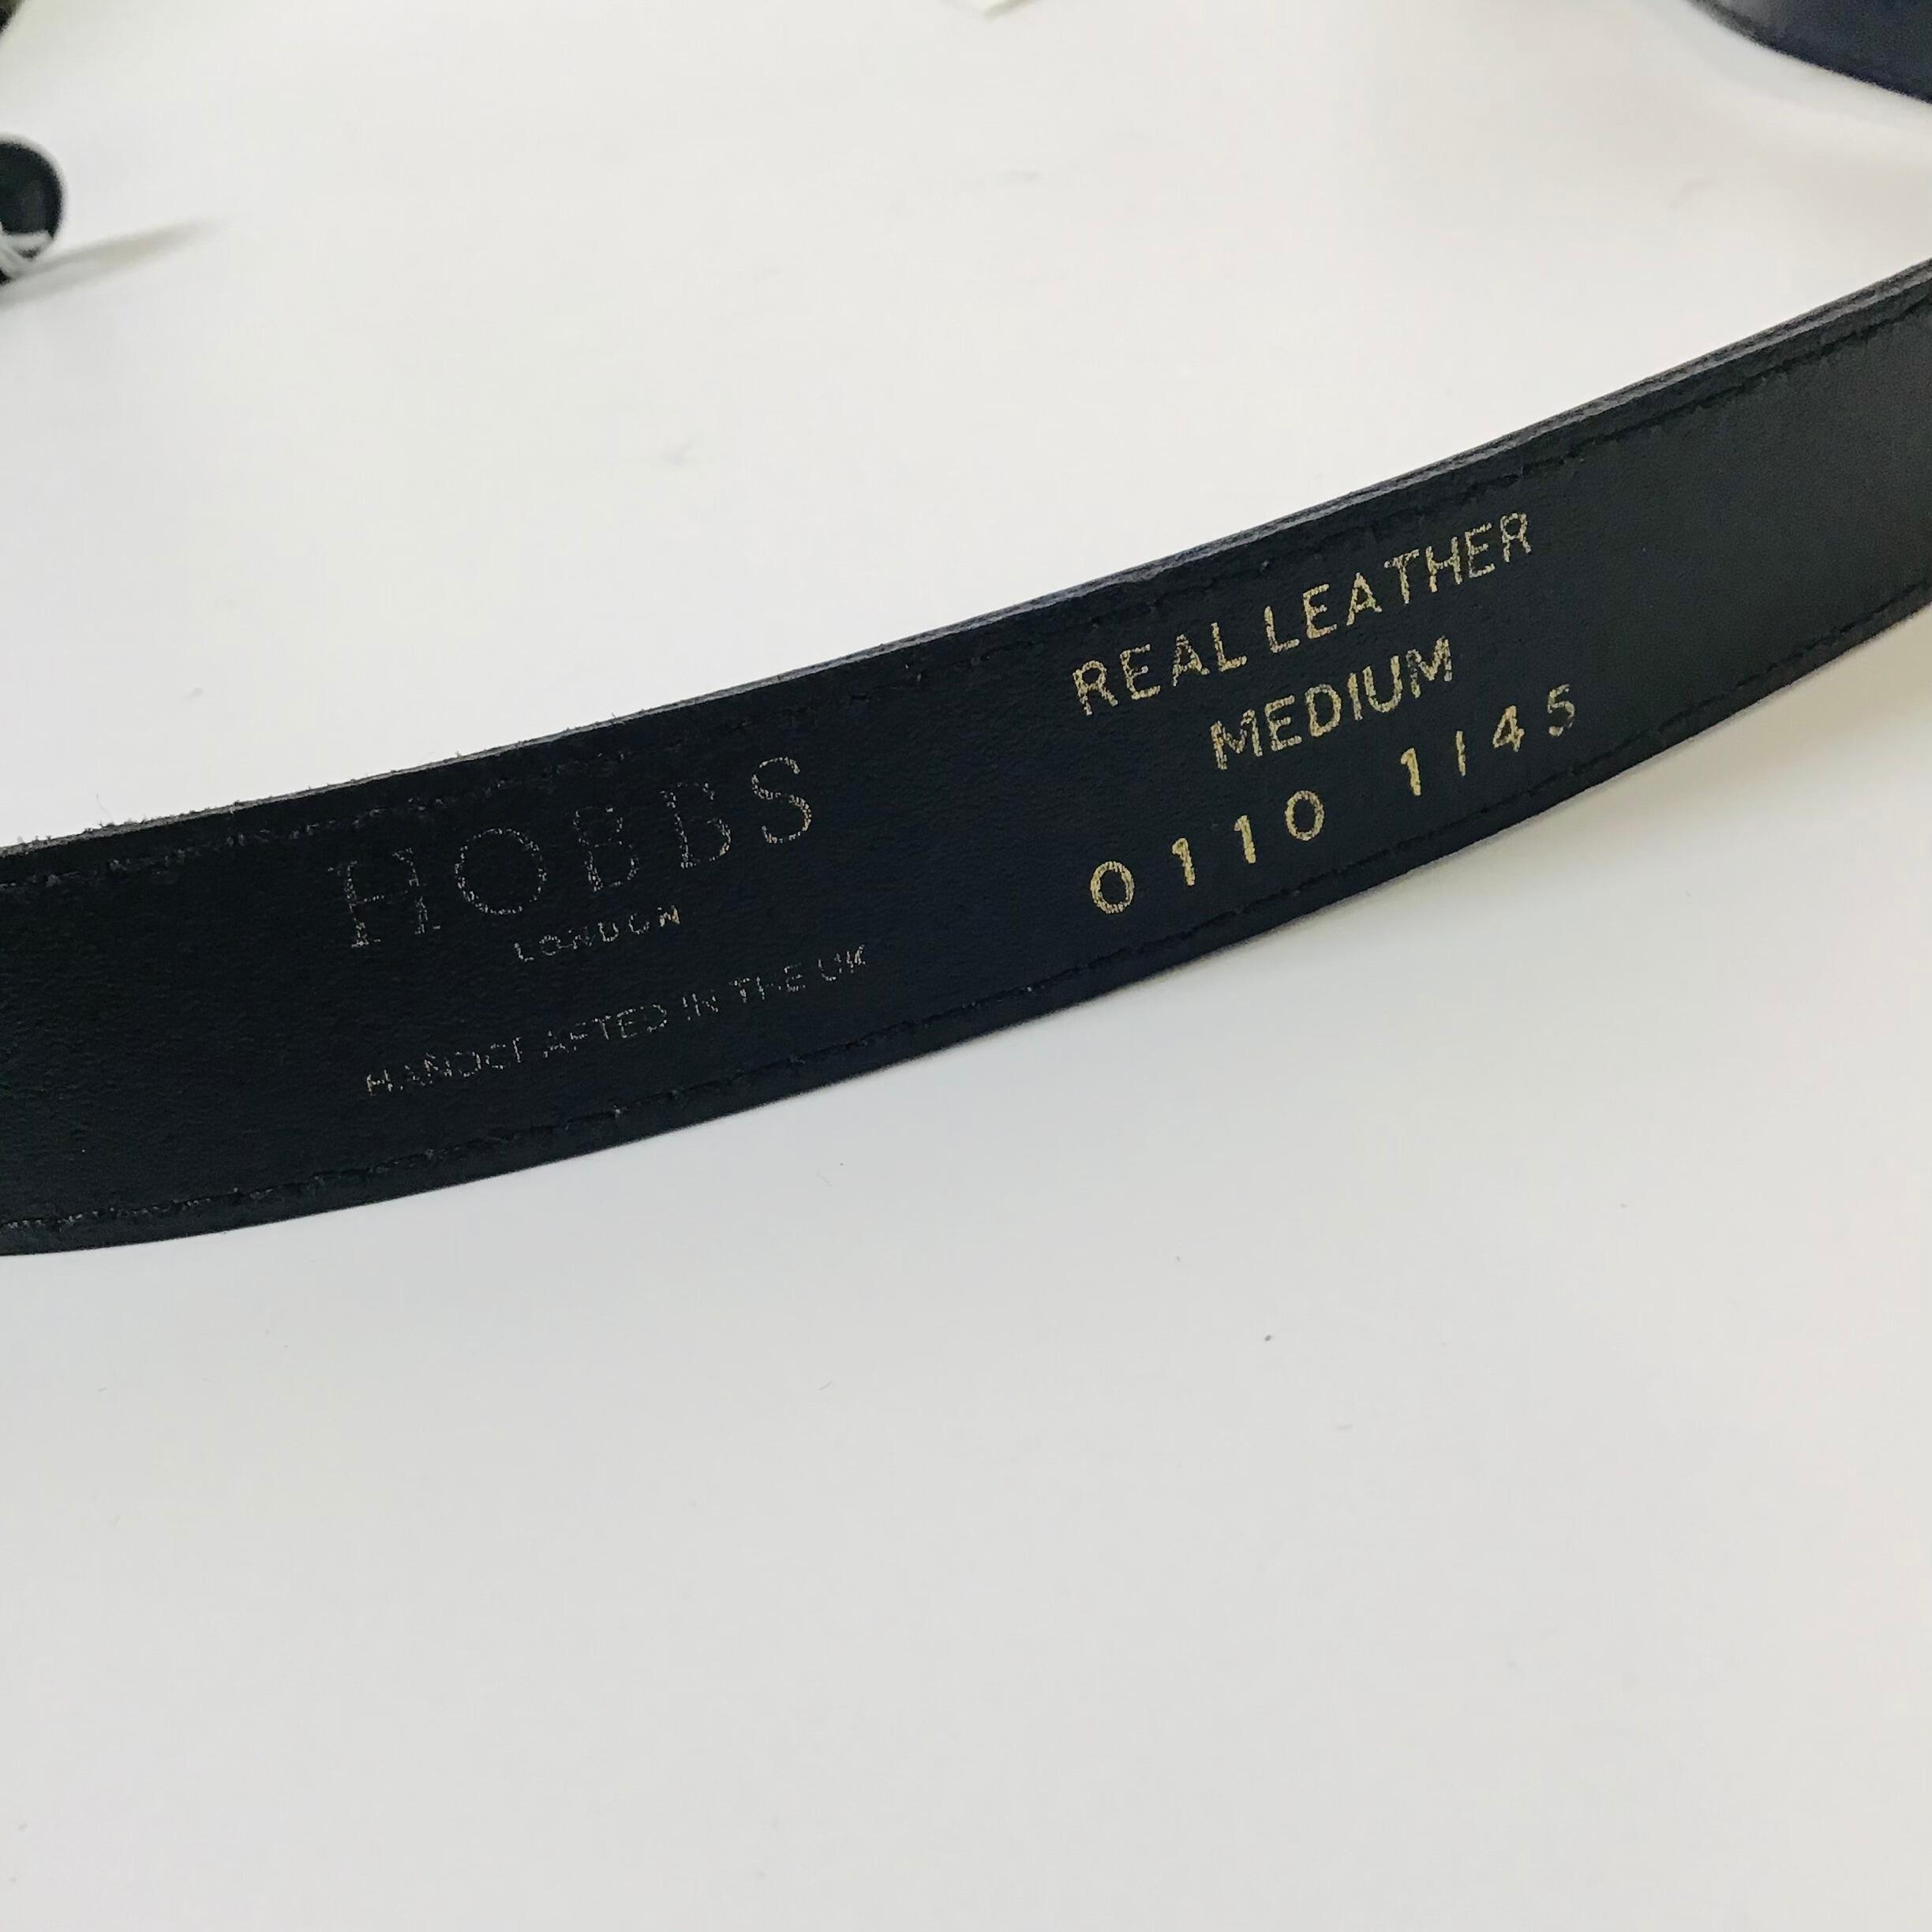 HOBBS
LONDON
HANDCRAFTED IN THE UK
REAL LEATHER
MEDIUM
0110 1145